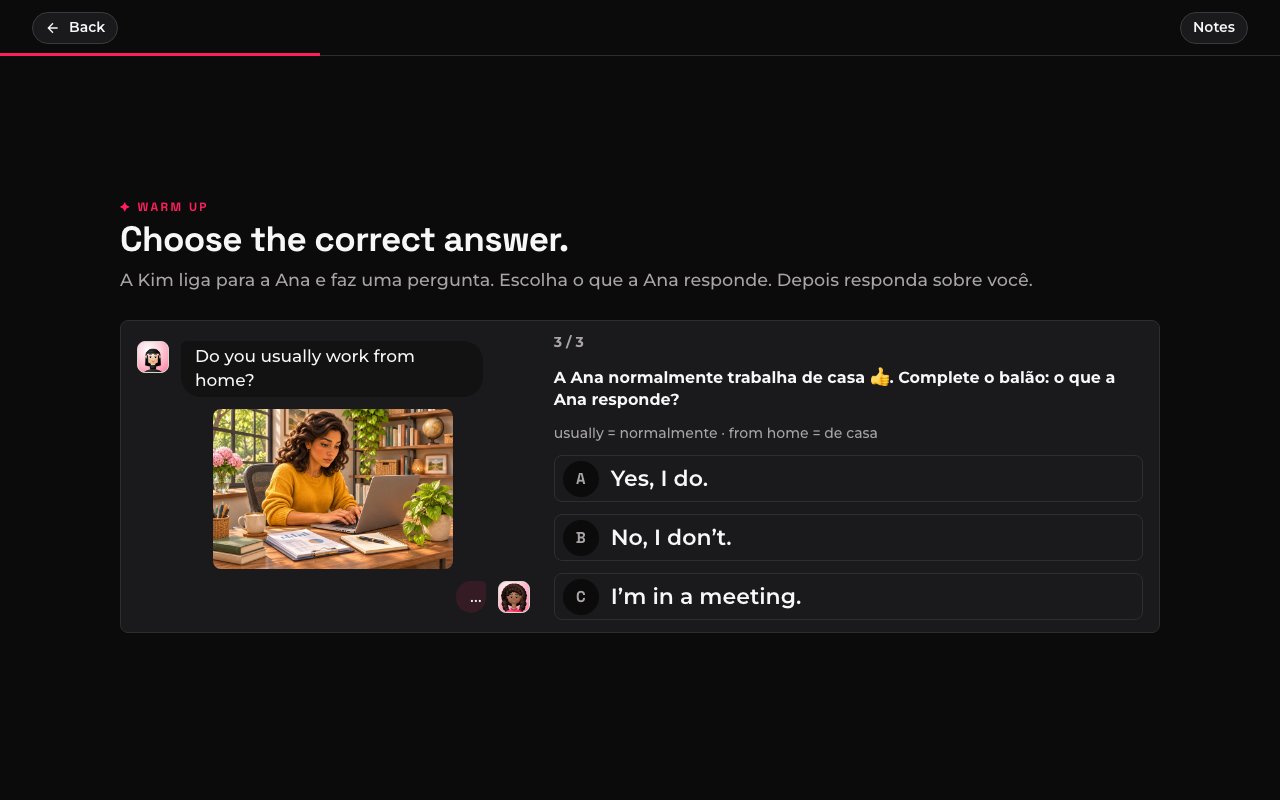 Back
Notes
WARM UP
Choose the correct answer.
A Kim liga para a Ana e faz uma pergunta. Escolha o que a Ana responde. Depois responda sobre você.
Do you usually work from
home?
...
3 / 3
A Ana normalmente trabalha de casa 👍. Complete o balão: o que a
Ana responde?
usually = normalmente · from home = de casa
A Yes, I do.
B No, I don’t.
C I’m in a meeting.